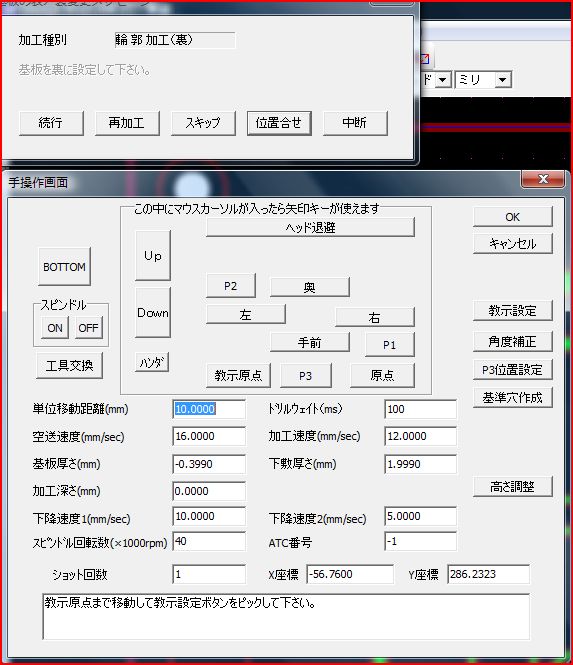 基板の表／裏変更メッセージ
加工種別
輪郭加工(裏)
基板を裏に設定して下さい。
続行
再加工
スキップ
位置合せ
中断
ド
ミリ
手操作画面
この中にマウスカーソルが入ったら矢印キーが使えます
ヘッド退避
OK
キャンセル
Up
BOTTOM
P2
奥
スピンドル
ON
OFF
Down
左
右
教示設定
手前
P1
角度補正
工具交換
ハンダ
教示原点
P3
原点
P3位置設定
基準穴作成
単位移動距離(mm)
10.0000
ドリルウェイト(ms)
100
空送速度(mm/sec)
16.0000
加工速度(mm/sec)
12.0000
基板厚さ(mm)
-0.3990
下敷厚さ(mm)
1.9990
加工深さ(mm)
0.0000
高さ調整
下降速度1(mm/sec)
10.0000
下降速度2(mm/sec)
5.0000
スピンドル回転数(×1000rpm)
40
ATC番号
-1
ショット回数
1
X座標
-56.7600
Y座標
286.2323
教示原点まで移動して教示設定ボタンをピックして下さい。